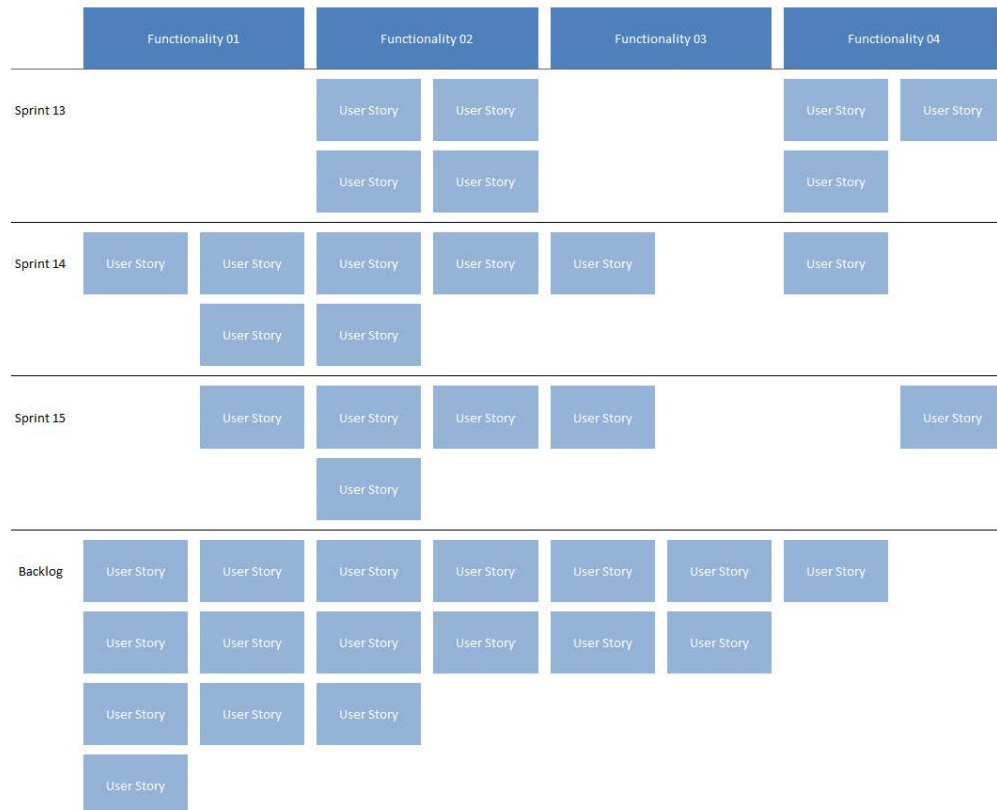 Functionality 01 Functionality 02 Functionality 03 Functionality 04
Sprint 13 User Story User Story User Story User Story
User Story User Story User Story
Sprint 14 User Story User Story User Story User Story User Story User Story
User Story User Story
Sprint 15 User Story User Story User Story User Story User Story
User Story
Backlog User Story User Story User Story User Story User Story User Story User Story
User Story User Story User Story User Story User Story User Story
User Story User Story User Story
User Story